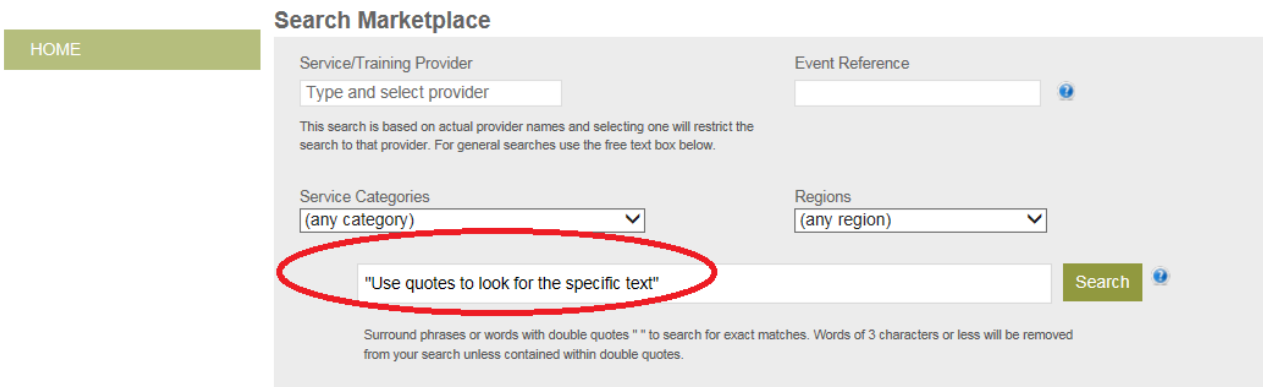 Search Marketplace
HOME
Service/Training Provider
Event Reference
Type and select provider
This search is based on actual provider names and selecting one will restrict the
search to that provider. For general searches use the free text box below.
Service Categories
Regions
(any category)
(any region)
"Use quotes to look for the specific text"
Search
Surround phrases or words with double quotes " " to search for exact matches. Words of 3 characters or less will be removed
from your search unless contained within double quotes.